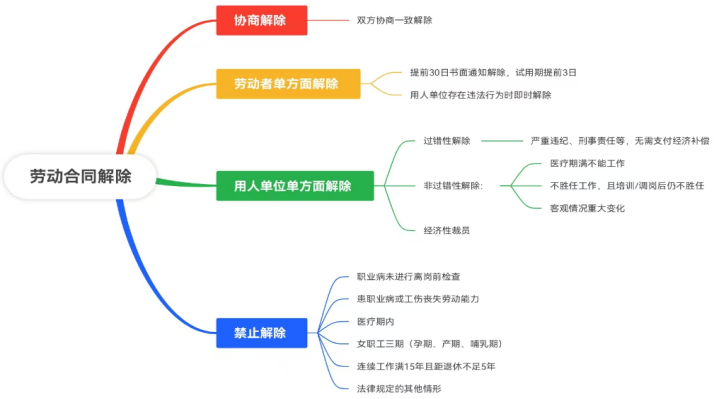 劳动合同解除
协商解除
双方协商一致解除
劳动者单方面解除
提前30日书面通知解除，试用期提前3日
用人单位存在违法行为时即时解除
用人单位单方面解除
过错性解除
严重违纪、刑事责任等，无需支付经济补偿
非过错性解除：
医疗期满不能工作
不胜任工作，且培训/调岗后仍不胜任
客观情况重大变化
经济性裁员
禁止解除
职业病未进行离岗前检查
患职业病或工伤丧失劳动能力
医疗期内
女职工三期（孕期、产期、哺乳期）
连续工作满15年且距退休不足5年
法律规定的其他情形